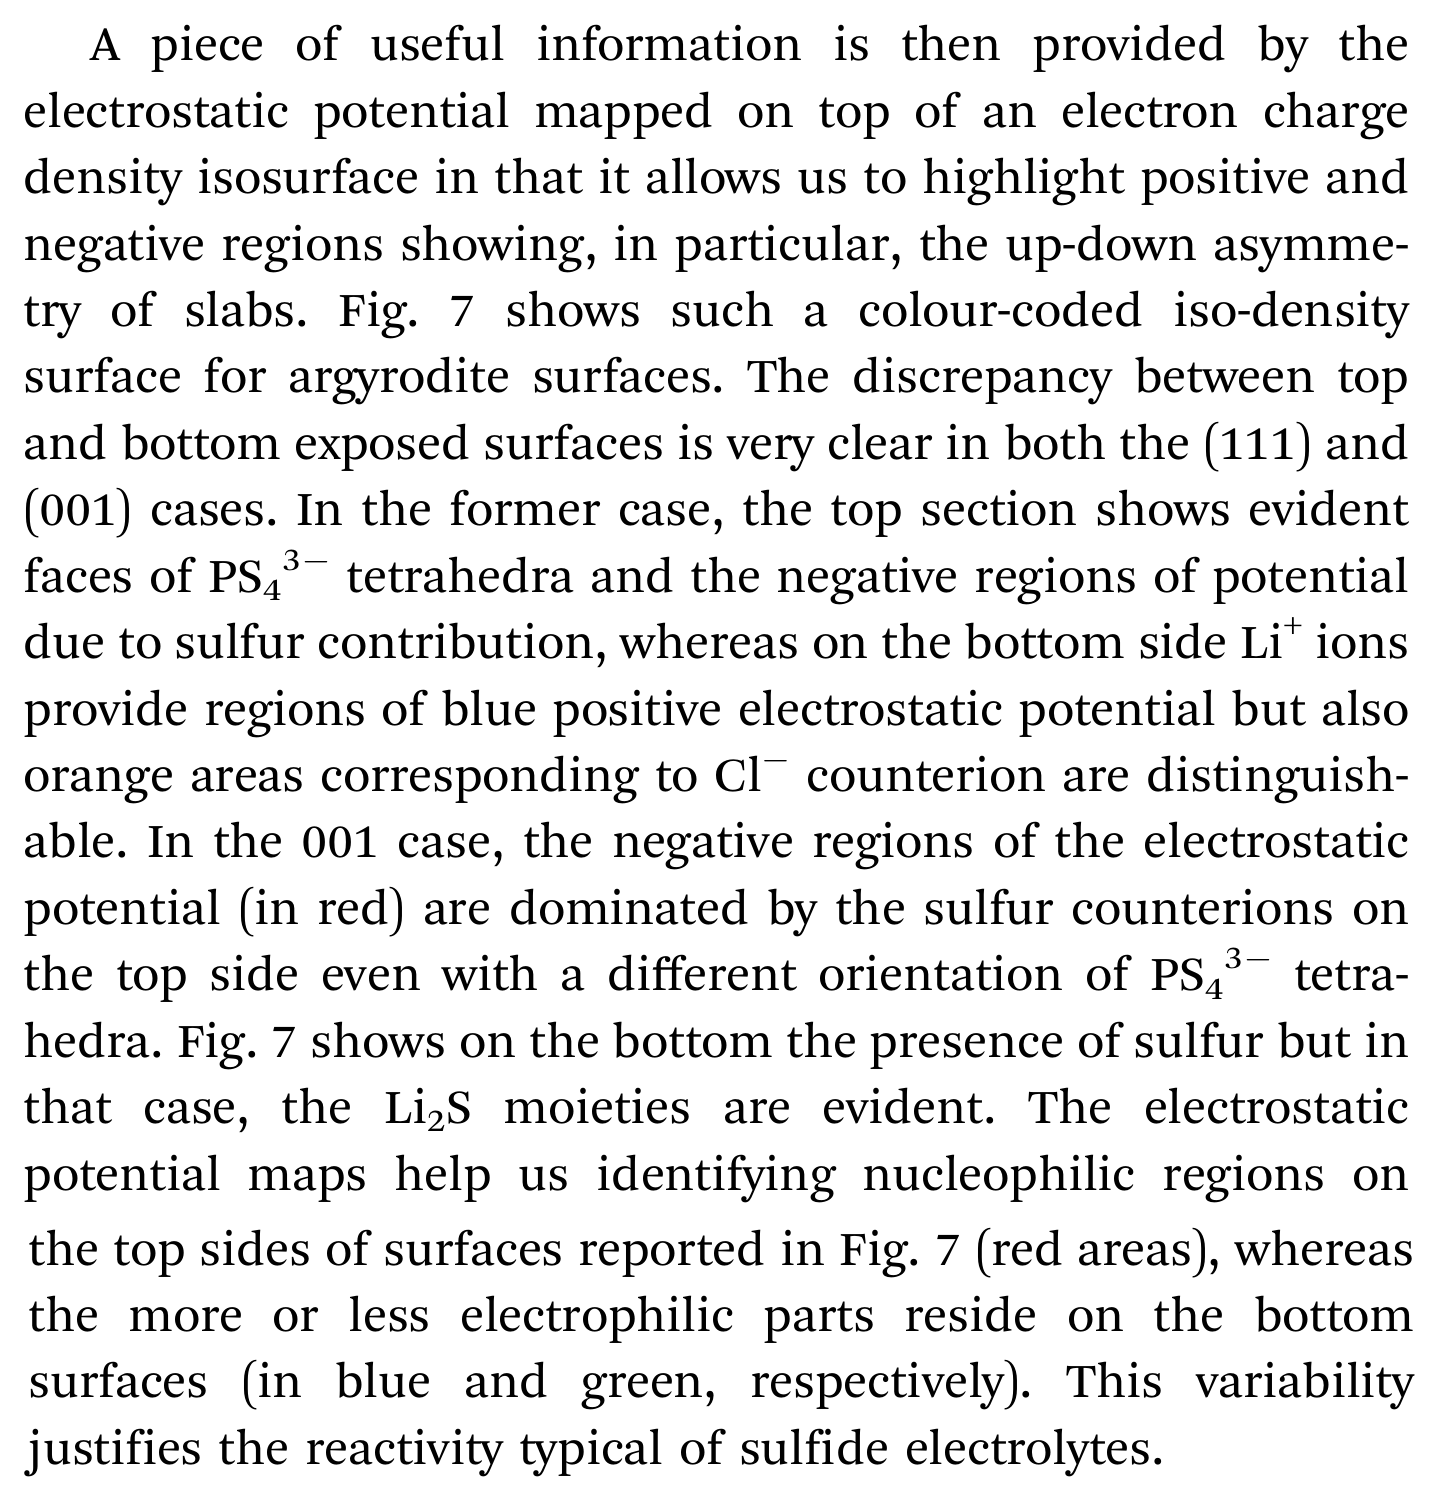 A piece of useful information is then provided by the
electrostatic potential mapped on top of an electron charge
density isosurface in that it allows us to highlight positive and
negative regions showing, in particular, the up-down asymme-
try of slabs. Fig. 7 shows such a colour-coded iso-density
surface for argyrodite surfaces. The discrepancy between top
and bottom exposed surfaces is very clear in both the (111) and
(001) cases. In the former case, the top section shows evident
faces of PS₄³⁻ tetrahedra and the negative regions of potential
due to sulfur contribution, whereas on the bottom side Li⁺ ions
provide regions of blue positive electrostatic potential but also
orange areas corresponding to Cl⁻ counterion are distinguish-
able. In the 001 case, the negative regions of the electrostatic
potential (in red) are dominated by the sulfur counterions on
the top side even with a different orientation of PS₄³⁻ tetra-
hedra. Fig. 7 shows on the bottom the presence of sulfur but in
that case, the Li₂S moieties are evident. The electrostatic
potential maps help us identifying nucleophilic regions on
the top sides of surfaces reported in Fig. 7 (red areas), whereas
the more or less electrophilic parts reside on the bottom
surfaces (in blue and green, respectively). This variability
justifies the reactivity typical of sulfide electrolytes.